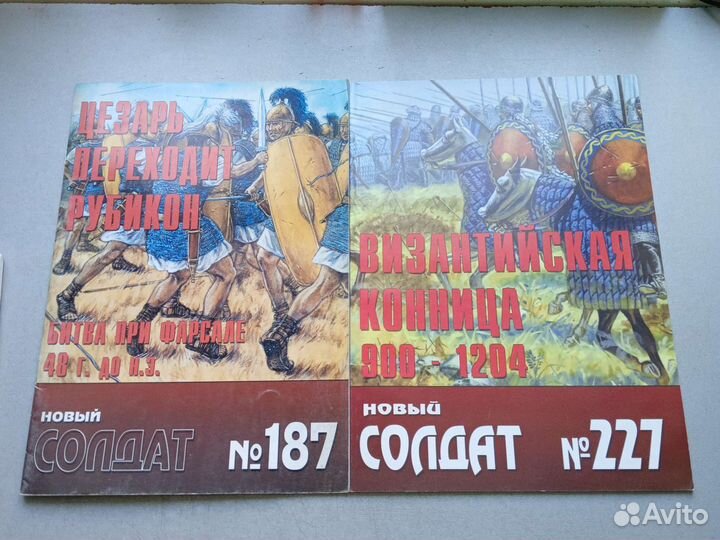 ЦЕЗАРЬ
ПЕРЕХОДИТ
РУБИКОН
БИТВА ПРИ ФАРСАЛЕ
48 Г. ДО Н.Э.
НОВЫЙ
СОЛДАТ
№187
ВИЗАНТИЙСКАЯ
КОННИЦА
900 - 1204
НОВЫЙ
СОЛДАТ
№227
Avito